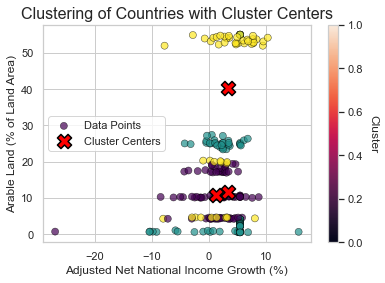 Clustering of Countries with Cluster Centers
Arable Land (% of Land Area)
50
40
30
20
10
0
Data Points
Cluster Centers
−20
−10
0
10
Adjusted Net National Income Growth (%)
1.0
0.8
0.6
0.4
0.2
0.0
Cluster